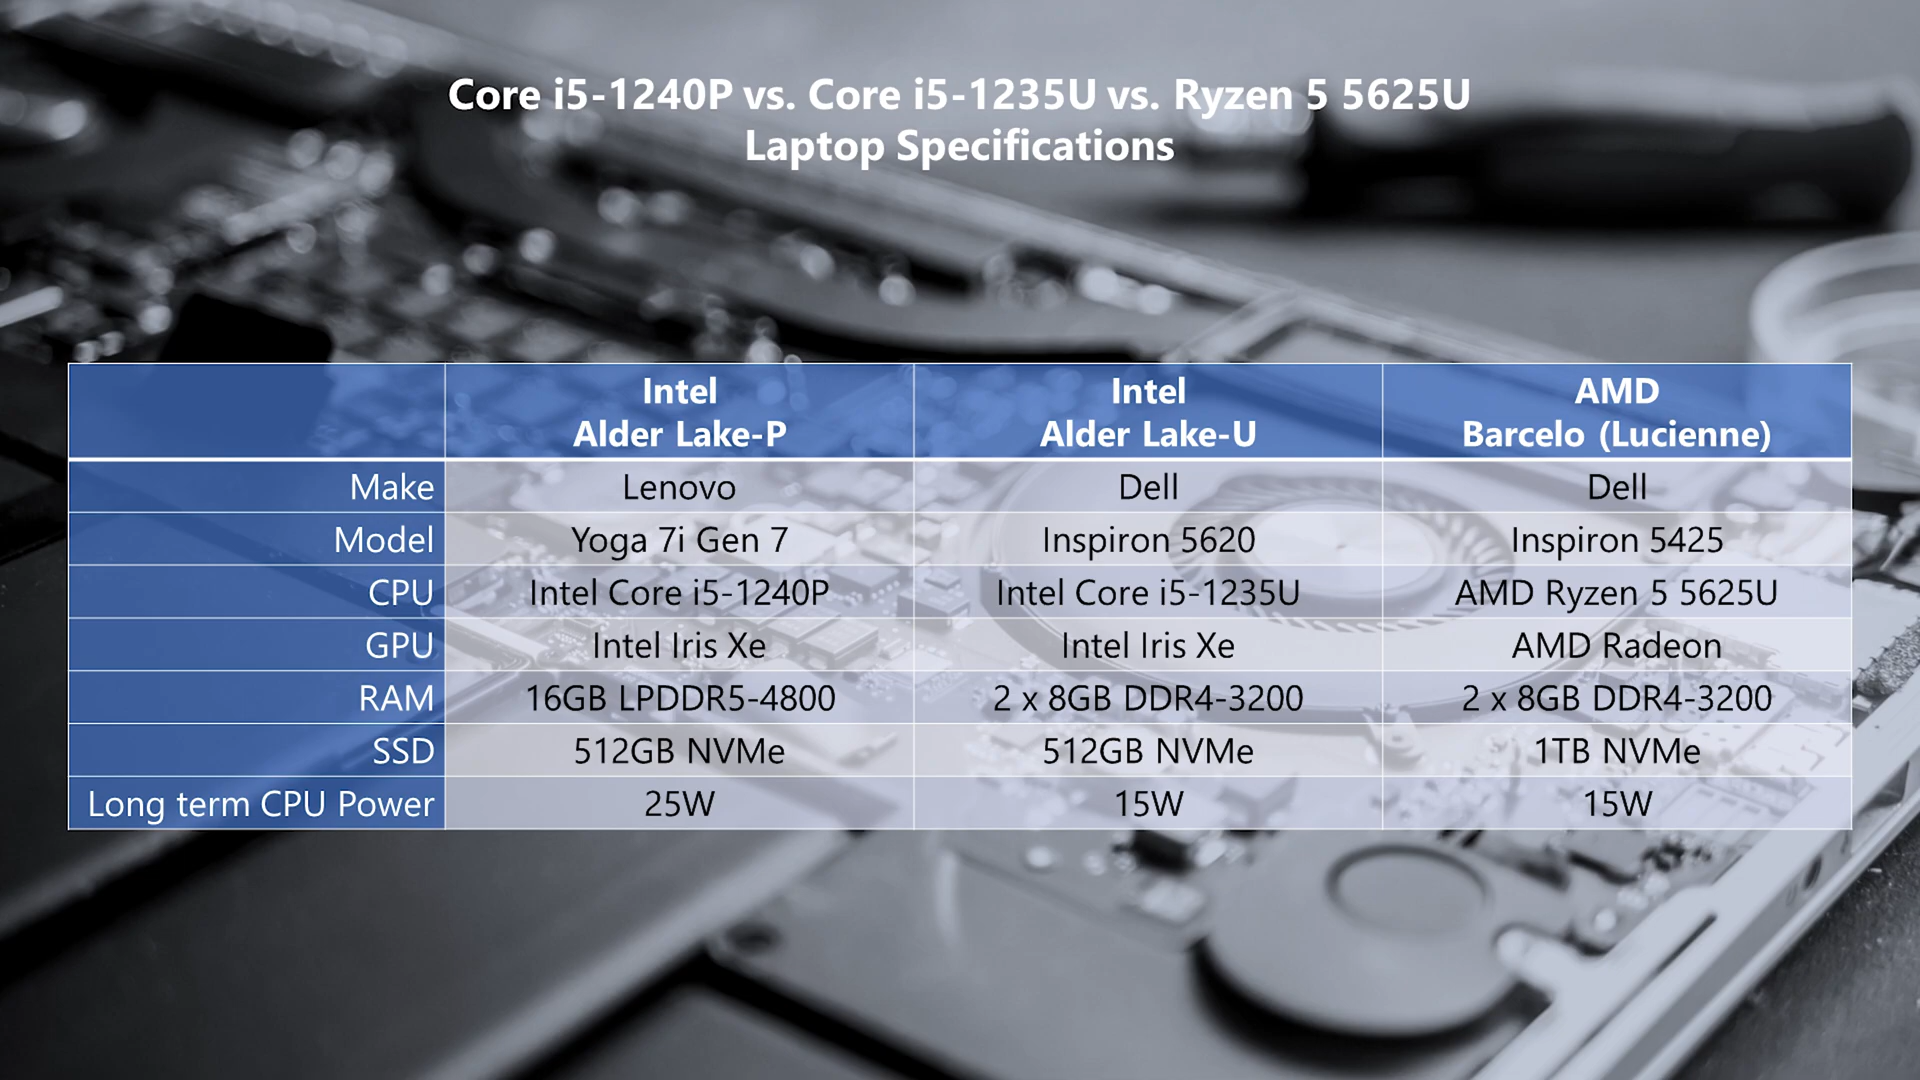 Core i5-1240P vs. Core i5-1235U vs. Ryzen 5 5625U
Laptop Specifications
Intel Alder Lake-P Intel Alder Lake-U AMD Barcelo (Lucienne)
Make Lenovo Dell Dell
Model Yoga 7i Gen 7 Inspiron 5620 Inspiron 5425
CPU Intel Core i5-1240P Intel Core i5-1235U AMD Ryzen 5 5625U
GPU Intel Iris Xe Intel Iris Xe AMD Radeon
RAM 16GB LPDDR5-4800 2 x 8GB DDR4-3200 2 x 8GB DDR4-3200
SSD 512GB NVMe 512GB NVMe 1TB NVMe
Long term CPU Power 25W 15W 15W